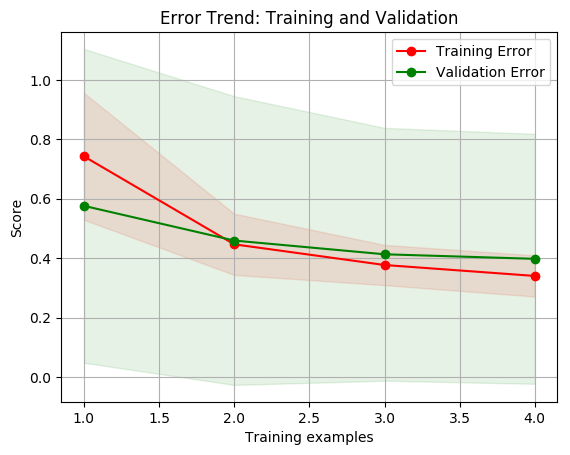 Error Trend: Training and Validation
Training Error
Validation Error
Score
1.0
0.8
0.6
0.4
0.2
0.0
1.0 1.5 2.0 2.5 3.0 3.5 4.0
Training examples